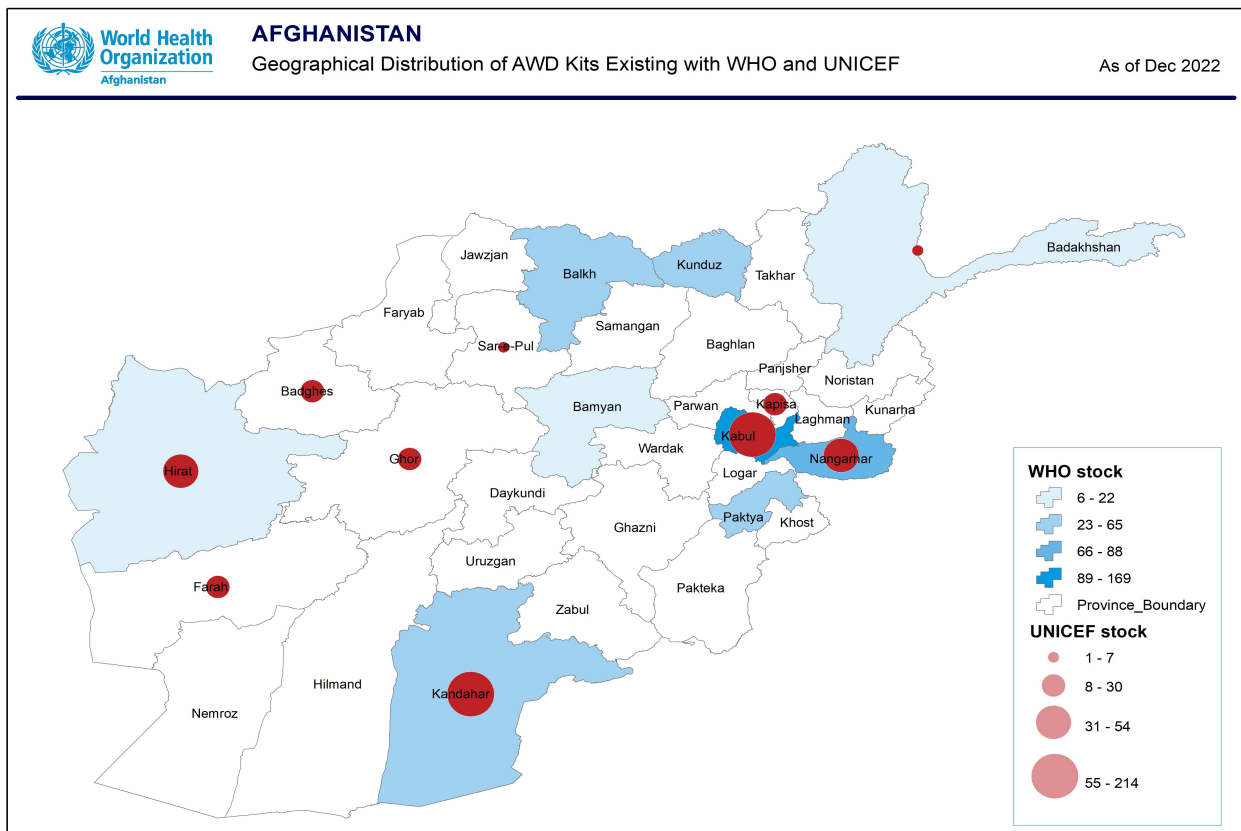 World Health
Organization
Afghanistan
AFGHANISTAN
Geographical Distribution of AWD Kits Existing with WHO and UNICEF
As of Dec 2022
Badakhshan
Jawzjan
Balkh
Kunduz
Takhar
Faryab
Samangan
Sar-e-Pul
Baghlan
Panjsher
Noristan
Badghes
Bamyan
Parwan
Kapisa
Laghman
Kunarha
Kabul
Wardak
Hirat
Ghor
Nangarhar
Logar
Daykundi
Ghazni
Paktya
Khost
Uruzgan
Farah
Zabul
Pakteka
Hilmand
Kandahar
Nemroz
WHO stock
6 - 22
23 - 65
66 - 88
89 - 169
Province_Boundary
UNICEF stock
1 - 7
8 - 30
31 - 54
55 - 214